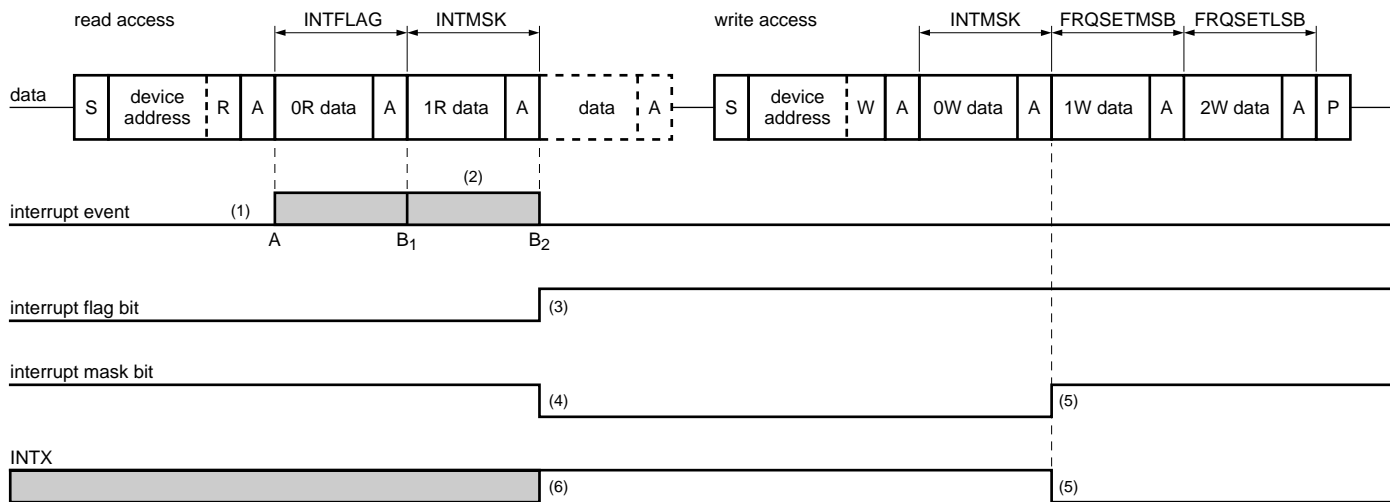 read access INTFLAG INTMSK write access INTMSK FRQSETMSB FRQSETLSB
data S device address R A 0R data A 1R data A data A S device address W A 0W data A 1W data A 2W data A P
(2)
interrupt event (1)
A B1 B2
interrupt flag bit (3)
interrupt mask bit
(4) (5)
INTX
(6) (5)